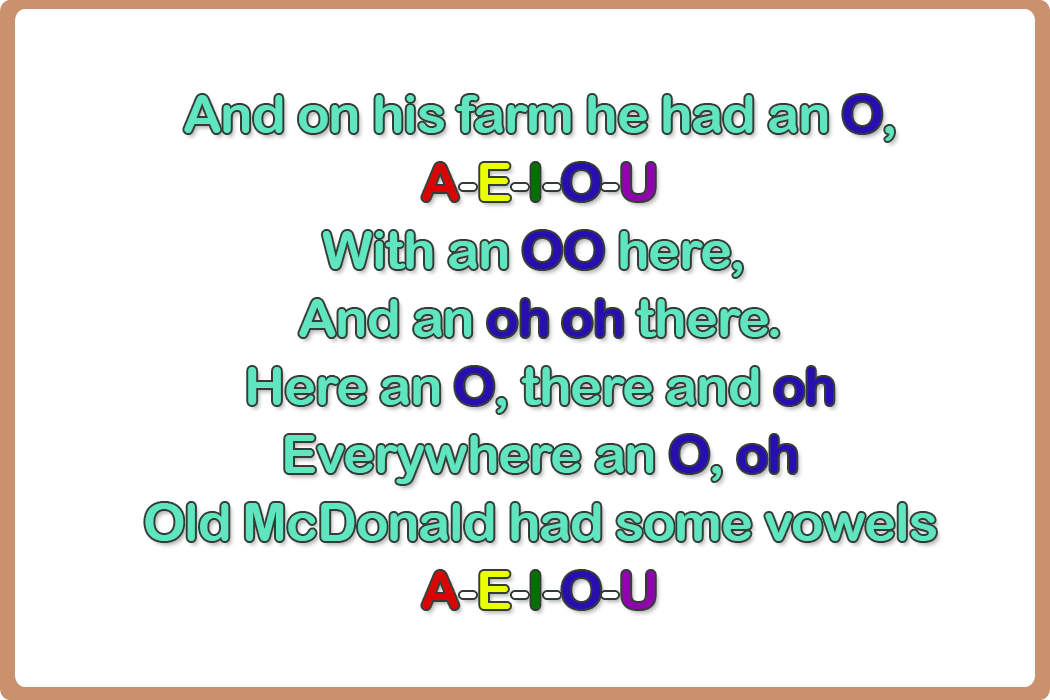 And on his farm he had an O,
A-E-I-O-U
With an OO here,
And an oh oh there.
Here an O, there and oh
Everywhere an O, oh
Old McDonald had some vowels
A-E-I-O-U